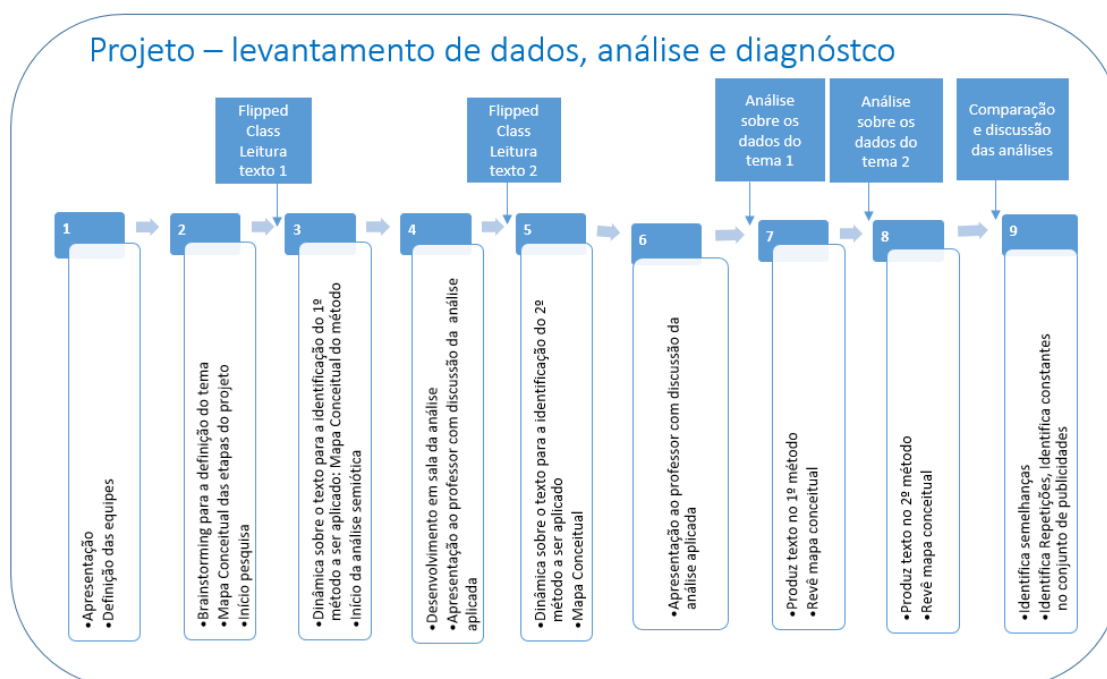 Projeto – levantamento de dados, análise e diagnóstco
Flipped
Class
Leitura
texto 1
Flipped
Class
Leitura
texto 2
Análise
sobre os
dados do
tema 1
Análise
sobre os
dados do
tema 2
Comparação
e discussão
das análises
1
•Apresentação
•Definição das equipes
2
•Brainstorming para a definição do tema
•Mapa Conceitual das etapas do projeto
•Início pesquisa
3
•Dinâmica sobre o texto para a identificação do 1º
método a ser aplicado: Mapa Conceitual do método
•Início da análise semiótica
4
•Desenvolvimento em sala da análise
•Apresentação ao professor com discussão da análise
aplicada
5
•Dinâmica sobre o texto para a identificação do 2º
método a ser aplicado
•Mapa Conceitual
6
•Apresentação ao professor com discussão da
análise aplicada
7
•Produz texto no 1º método
•Revê mapa conceitual
8
•Produz texto no 2º método
•Revê mapa conceitual
9
•Identifica semelhanças
•Identifica Repetições, Identifica constantes
no conjunto de publicidades